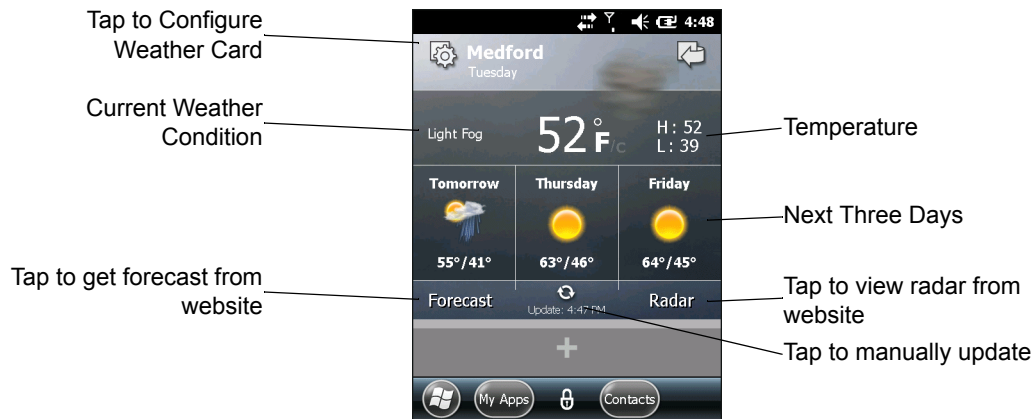 Tap to Configure
Weather Card
Current Weather
Condition
Tap to get forecast from
website
4:48
Medford
Tuesday
Light Fog
52°F/C
H: 52
L: 39
Tomorrow
Thursday
Friday
55°/41°
63°/46°
64°/45°
Forecast
Update: 4:47 PM
Radar
+
My Apps
Contacts
Temperature
Next Three Days
Tap to view radar from
website
Tap to manually update